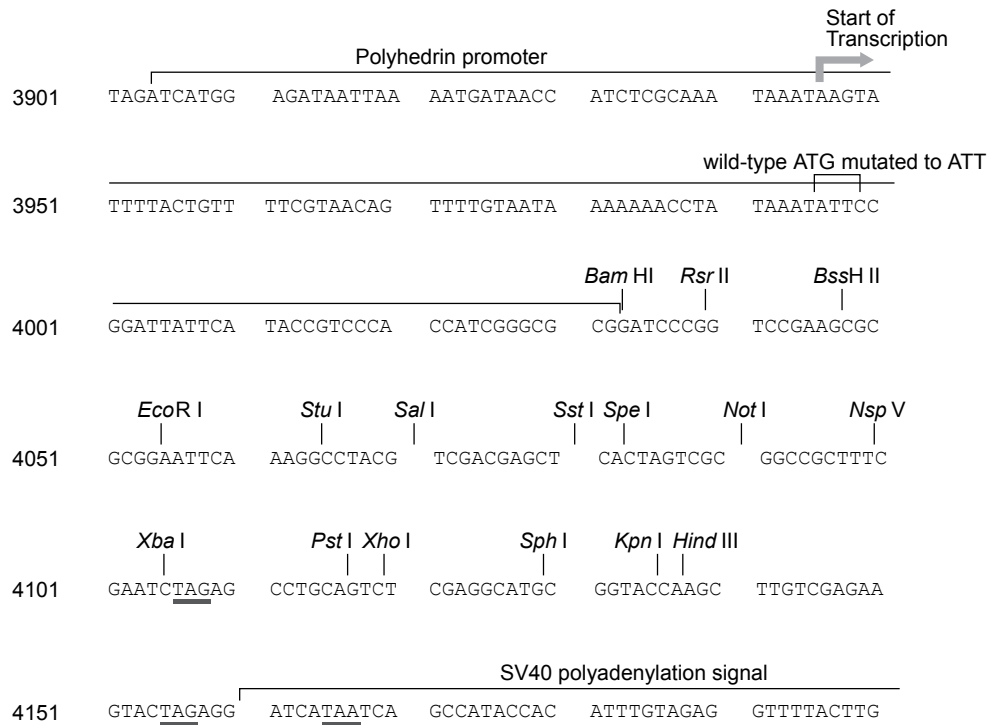 Start of
Transcription
Polyhedrin promoter
3901 TAGATCATGG AGATAATTAA AATGATAACC ATCTCGCAAA TAAATAAGTA
wild-type ATG mutated to ATT
3951 TTTTACTGTT TTCGTAACAG TTTTGTAATA AAAAAACCTA TAAATATTCC
Bam HI Rsr II BssH II
4001 GGATTATTCA TACCGTCCCA CCATCGGGCG CGGATCCCGG TCCGAAGCGC
EcoR I Stu I Sal I Sst I Spe I Not I Nsp V
4051 GCGGAATTCA AAGGCCTACG TCGACGAGCT CACTAGTCGC GGCCGCTTTC
Xba I Pst I Xho I Sph I Kpn I Hind III
4101 GAATCTAGAG CCTGCAGTCT CGAGGCATGC GGTACCAAGC TTGTCGAGAA
SV40 polyadenylation signal
4151 GTACTAGAGG ATCATAATCA GCCATACCAC ATTTGTAGAG GTTTTACTTG